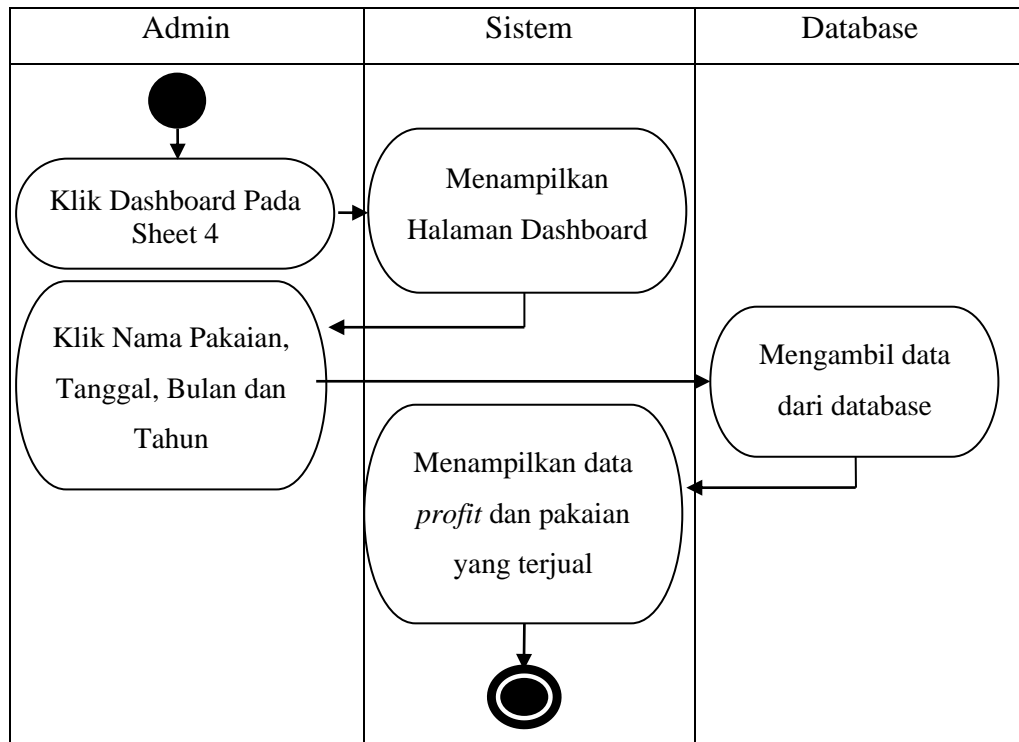 Admin
Sistem
Database
Klik Dashboard Pada
Sheet 4
Menampilkan
Halaman Dashboard
Klik Nama Pakaian,
Tanggal, Bulan dan
Tahun
Mengambil data
dari database
Menampilkan data
profit dan pakaian
yang terjual